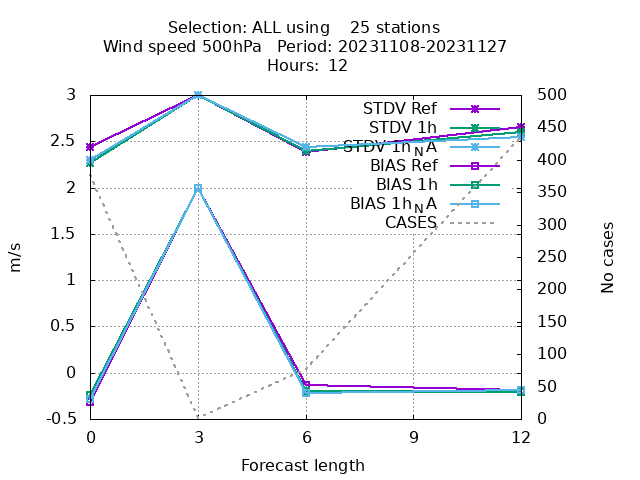 Selection: ALL using 25 stations
Wind speed 500hPa Period: 20231108-20231127
Hours: 12
3
2.5
2
1.5
1
0.5
0
-0.5
500
450
400
350
300
250
200
150
100
50
0
STDV Ref
STDV 1h
STDV 1h_NA
BIAS Ref
BIAS 1h
BIAS 1h_NA
CASES
m/s
No cases
0 3 6 9 12
Forecast length